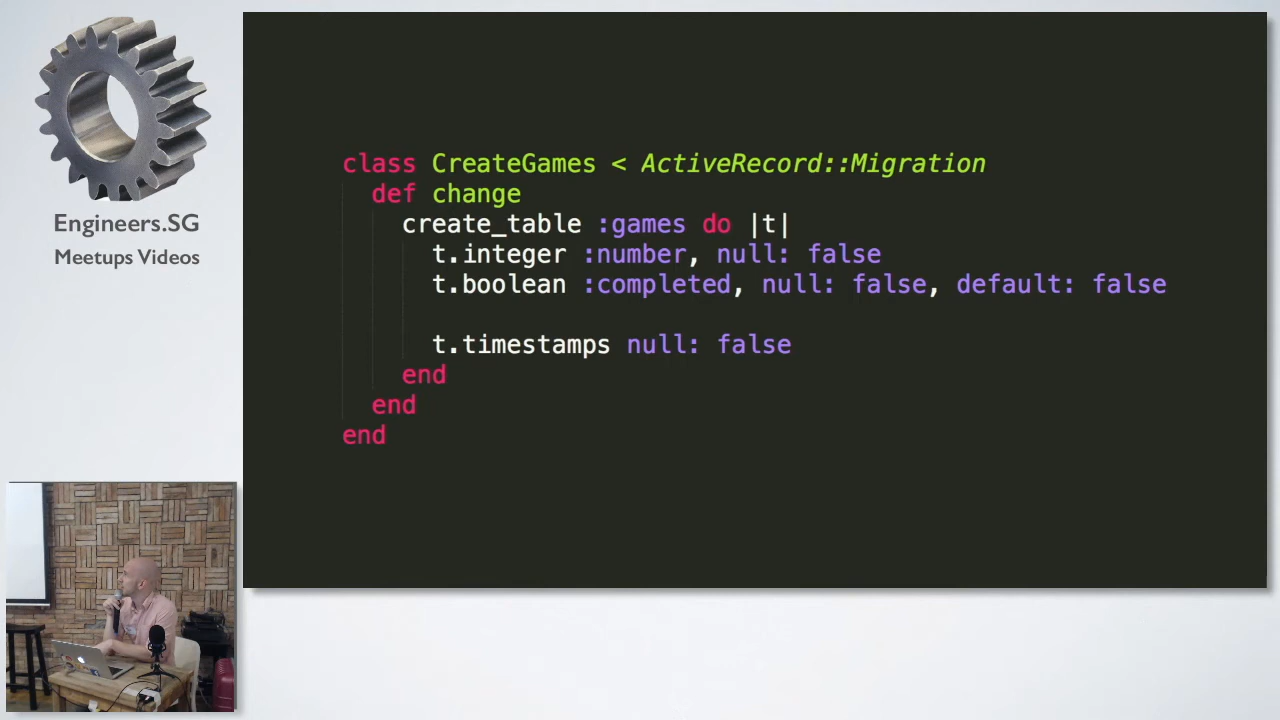 Engineers.SG
Meetups Videos
class CreateGames < ActiveRecord::Migration
def change
create_table :games do |t|
t.integer :number, null: false
t.boolean :completed, null: false, default: false
t.timestamps null: false
end
end
end